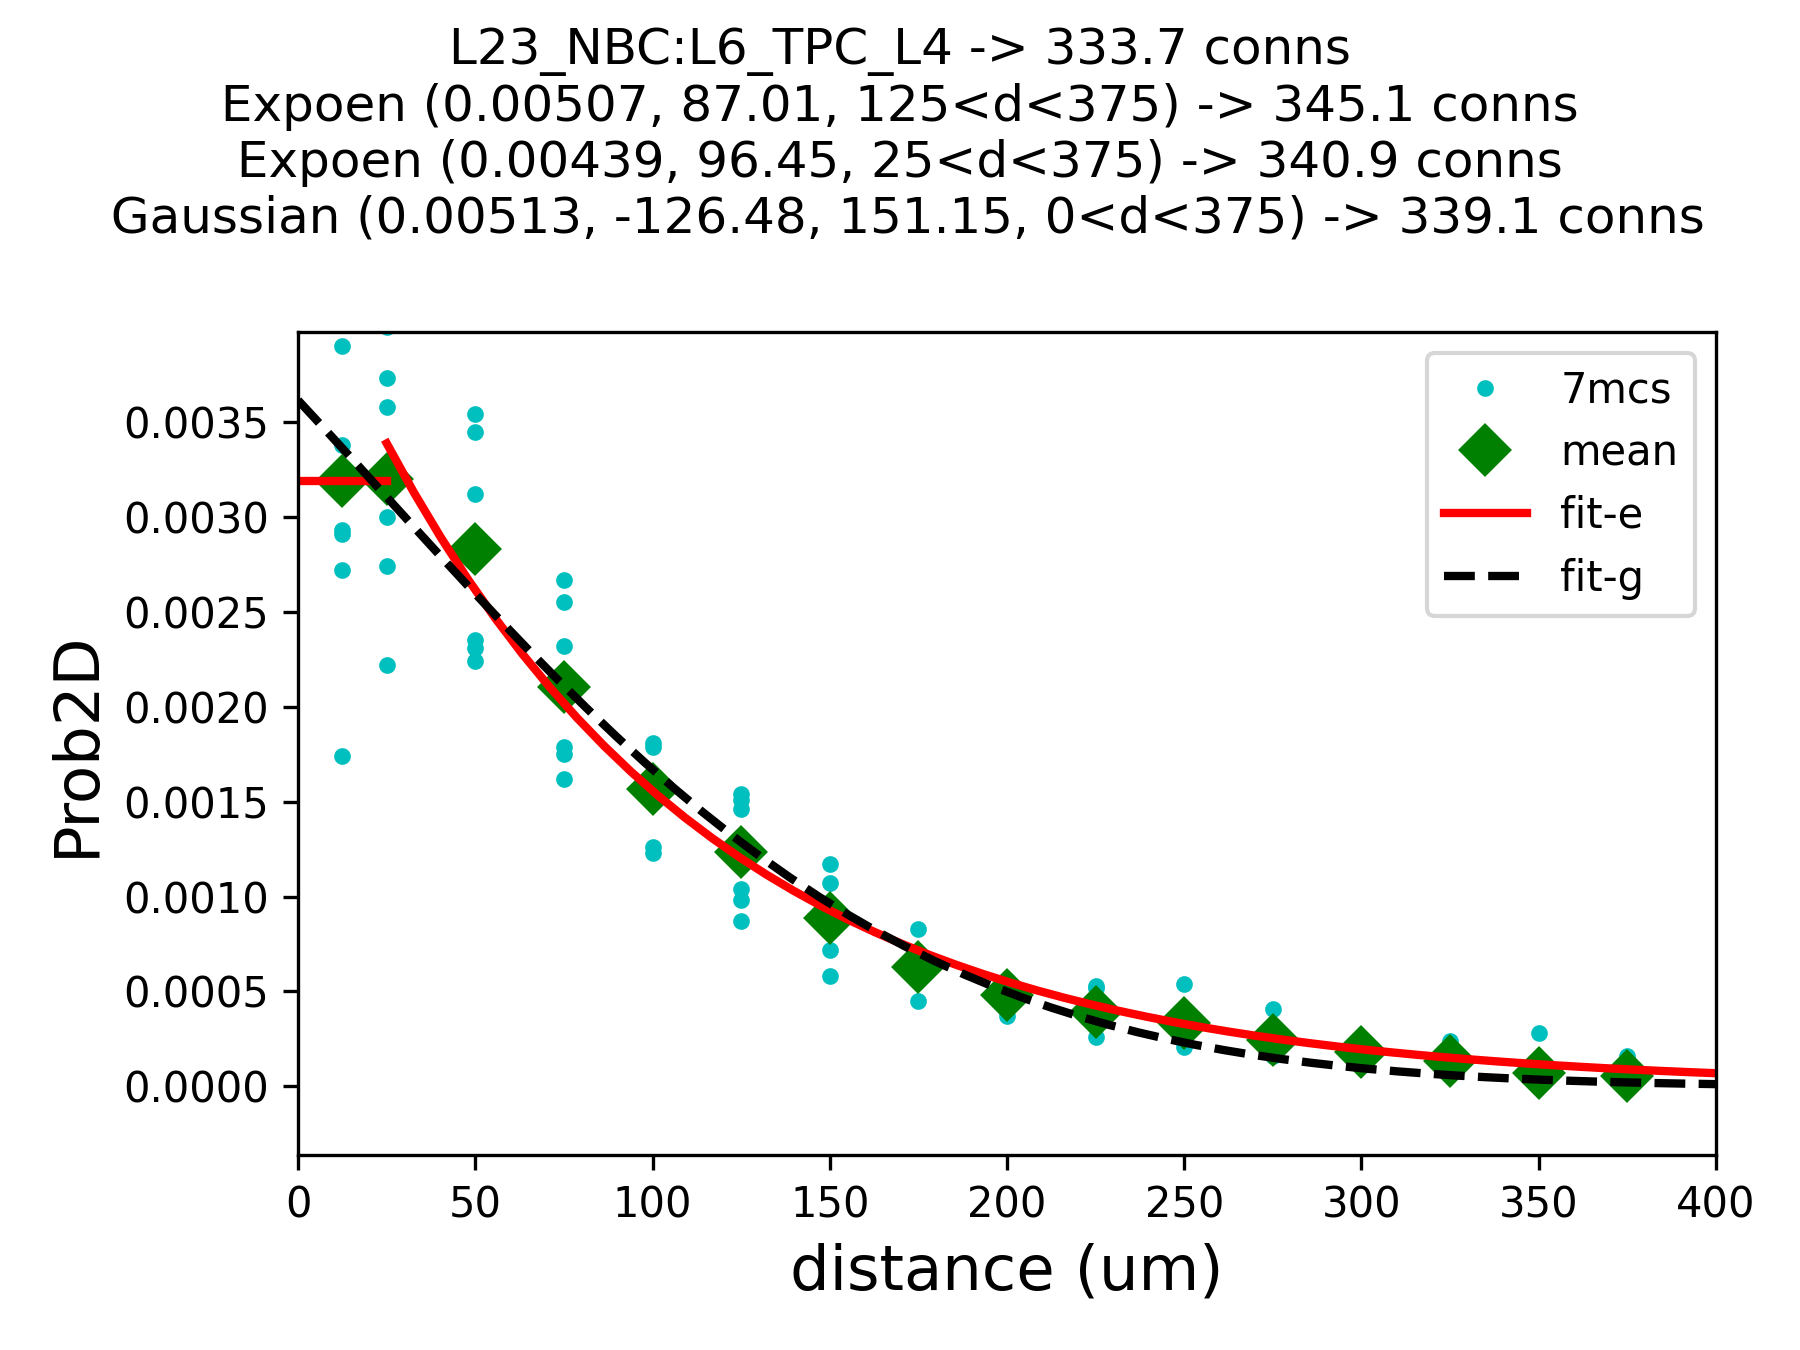 L23_NBC:L6_TPC_L4 -> 333.7 conns
Expoen (0.00507, 87.01, 125<d<375) -> 345.1 conns
Expoen (0.00439, 96.45, 25<d<375) -> 340.9 conns
Gaussian (0.00513, -126.48, 151.15, 0<d<375) -> 339.1 conns
7mcs
mean
fit-e
fit-g
Prob2D
0.0035
0.0030
0.0025
0.0020
0.0015
0.0010
0.0005
0.0000
0 50 100 150 200 250 300 350 400
distance (um)